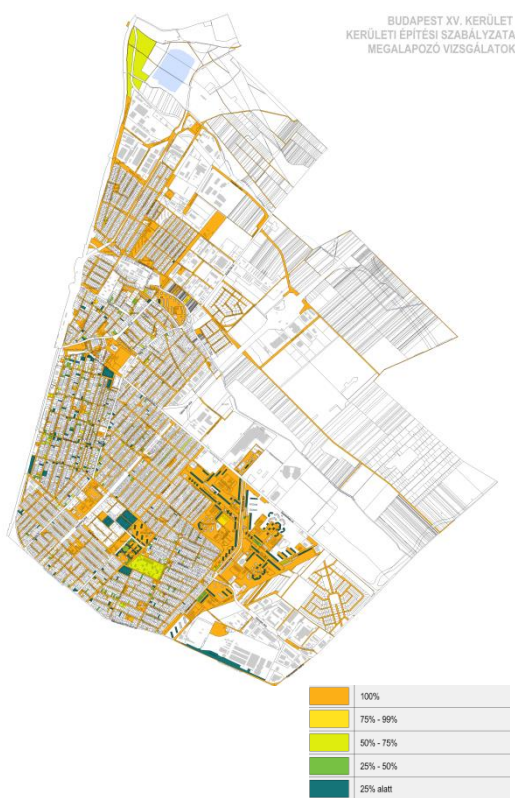 BUDAPEST XV. KERÜLET
KERÜLETI ÉPÍTÉSI SZABÁLYZATA
MEGALAPOZÓ VIZSGÁLATOK
100%
75% - 99%
50% - 75%
25% - 50%
25% alatt